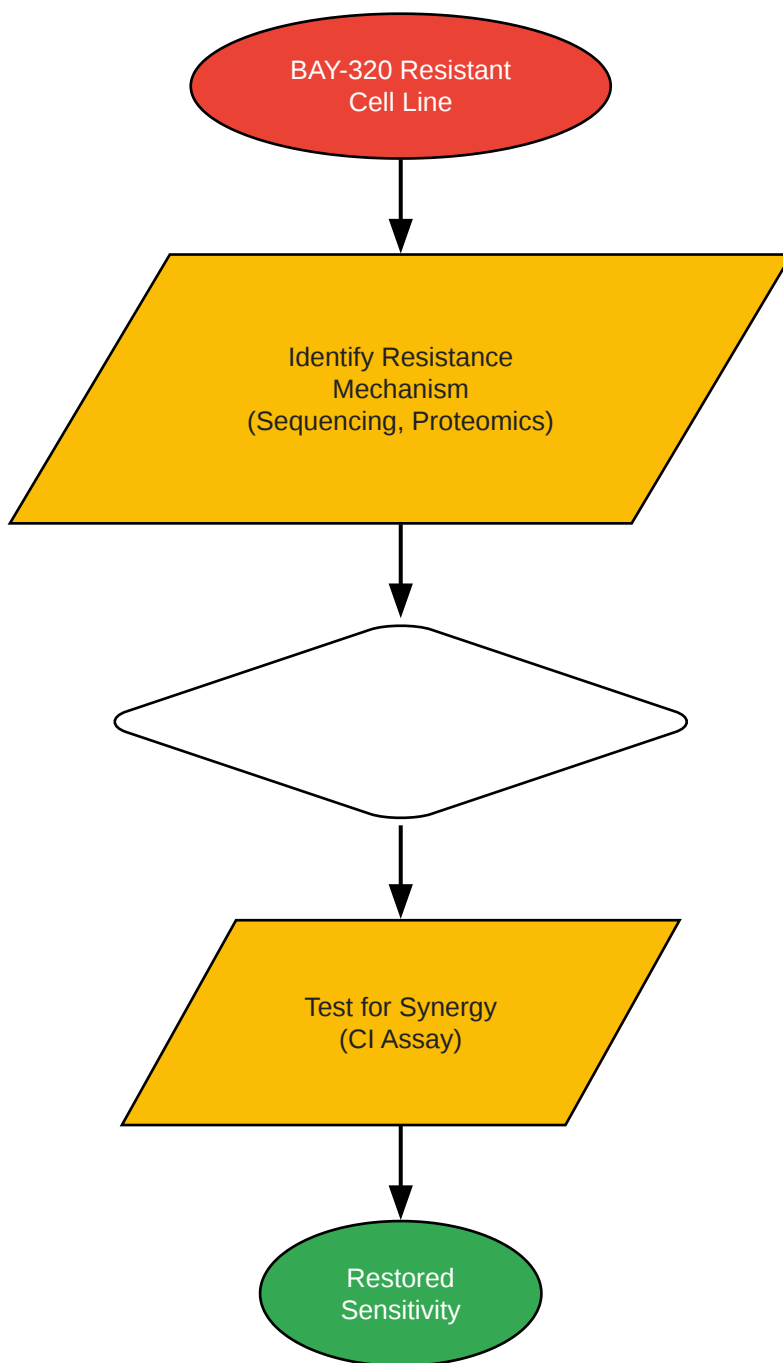 BAY-320 Resistant
Cell Line
Identify Resistance
Mechanism
(Sequencing, Proteomics)
Test for Synergy
(CI Assay)
Restored
Sensitivity